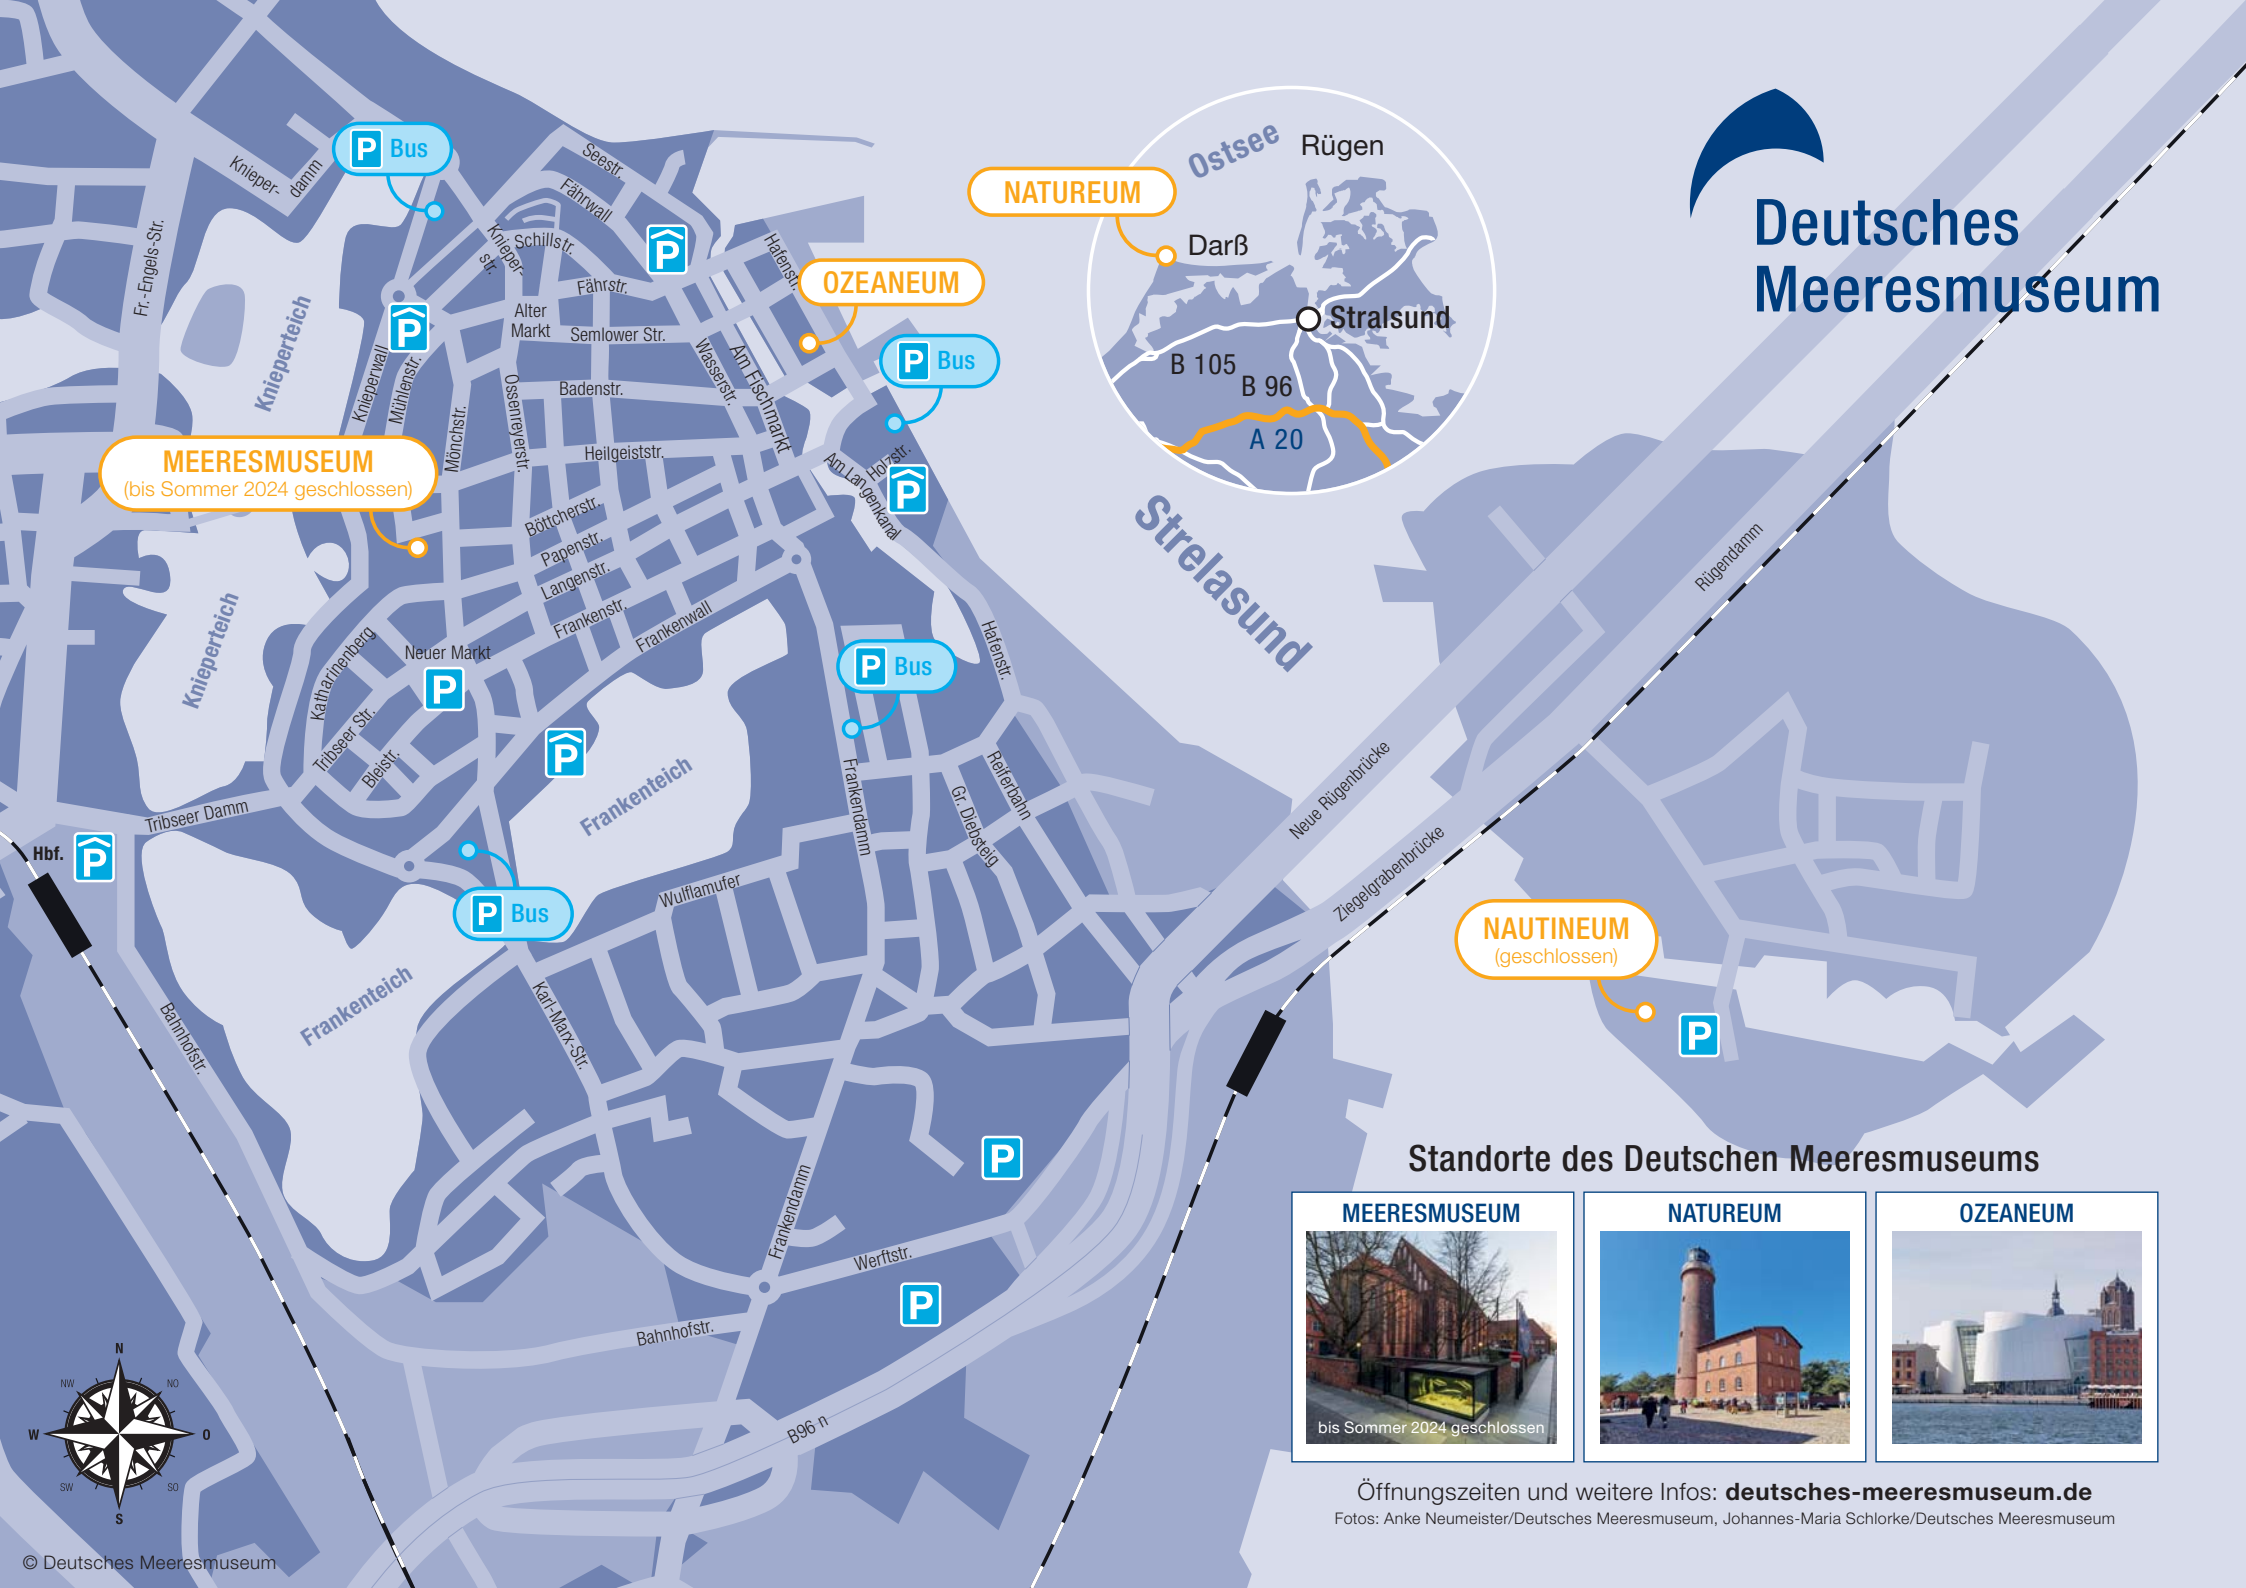 Deutsches
Meeresmuseum
Ostsee
Rügen
NATUREUM
Darß
Stralsund
B 105
B 96
A 20
Strelasund
P Bus
Knieper-
damm
Fr.-Engels-Str.
Knieperteich
Seestr.
Fährwall
Knieper-
str.
Schillstr.
P
Hafenstr.
OZEANEUM
Fährstr.
Alter
Markt
Semlower Str.
P
Knieperwall
Mühlenstr.
Mönchstr.
Ossenreyerstr.
Badenstr.
Wasserstr.
Am Fischmarkt
P Bus
Heilgeiststr.
Holzstr.
Am Langenkanal
P
MEERESMUSEUM
(bis Sommer 2024 geschlossen)
Böttcherstr.
Papenstr.
Langenstr.
Frankenstr.
Frankenwall
Knieperteich
Katharinenberg
Neuer Markt
P
Tribseer Str.
Bleistr.
P
Frankenteich
P Bus
Hafenstr.
Frankendamm
Reiferbahn
Gr. Diebsteig
Tribseer Damm
Hbf.
P
P Bus
Wulflamufer
Frankenteich
Bahnhofstr.
Karl-Marx-Str.
Frankendamm
Werftstr.
P
P
Bahnhofstr.
B96 n
Rügendamm
Neue Rügenbrücke
Ziegelgrabenbrücke
NAUTINEUM
(geschlossen)
P
N
NW
NO
W
O
SW
SO
S
© Deutsches Meeresmuseum
Standorte des Deutschen Meeresmuseums
MEERESMUSEUM
NATUREUM
OZEANEUM
bis Sommer 2024 geschlossen
Öffnungszeiten und weitere Infos: deutsches-meeresmuseum.de
Fotos: Anke Neumeister/Deutsches Meeresmuseum, Johannes-Maria Schlorke/Deutsches Meeresmuseum